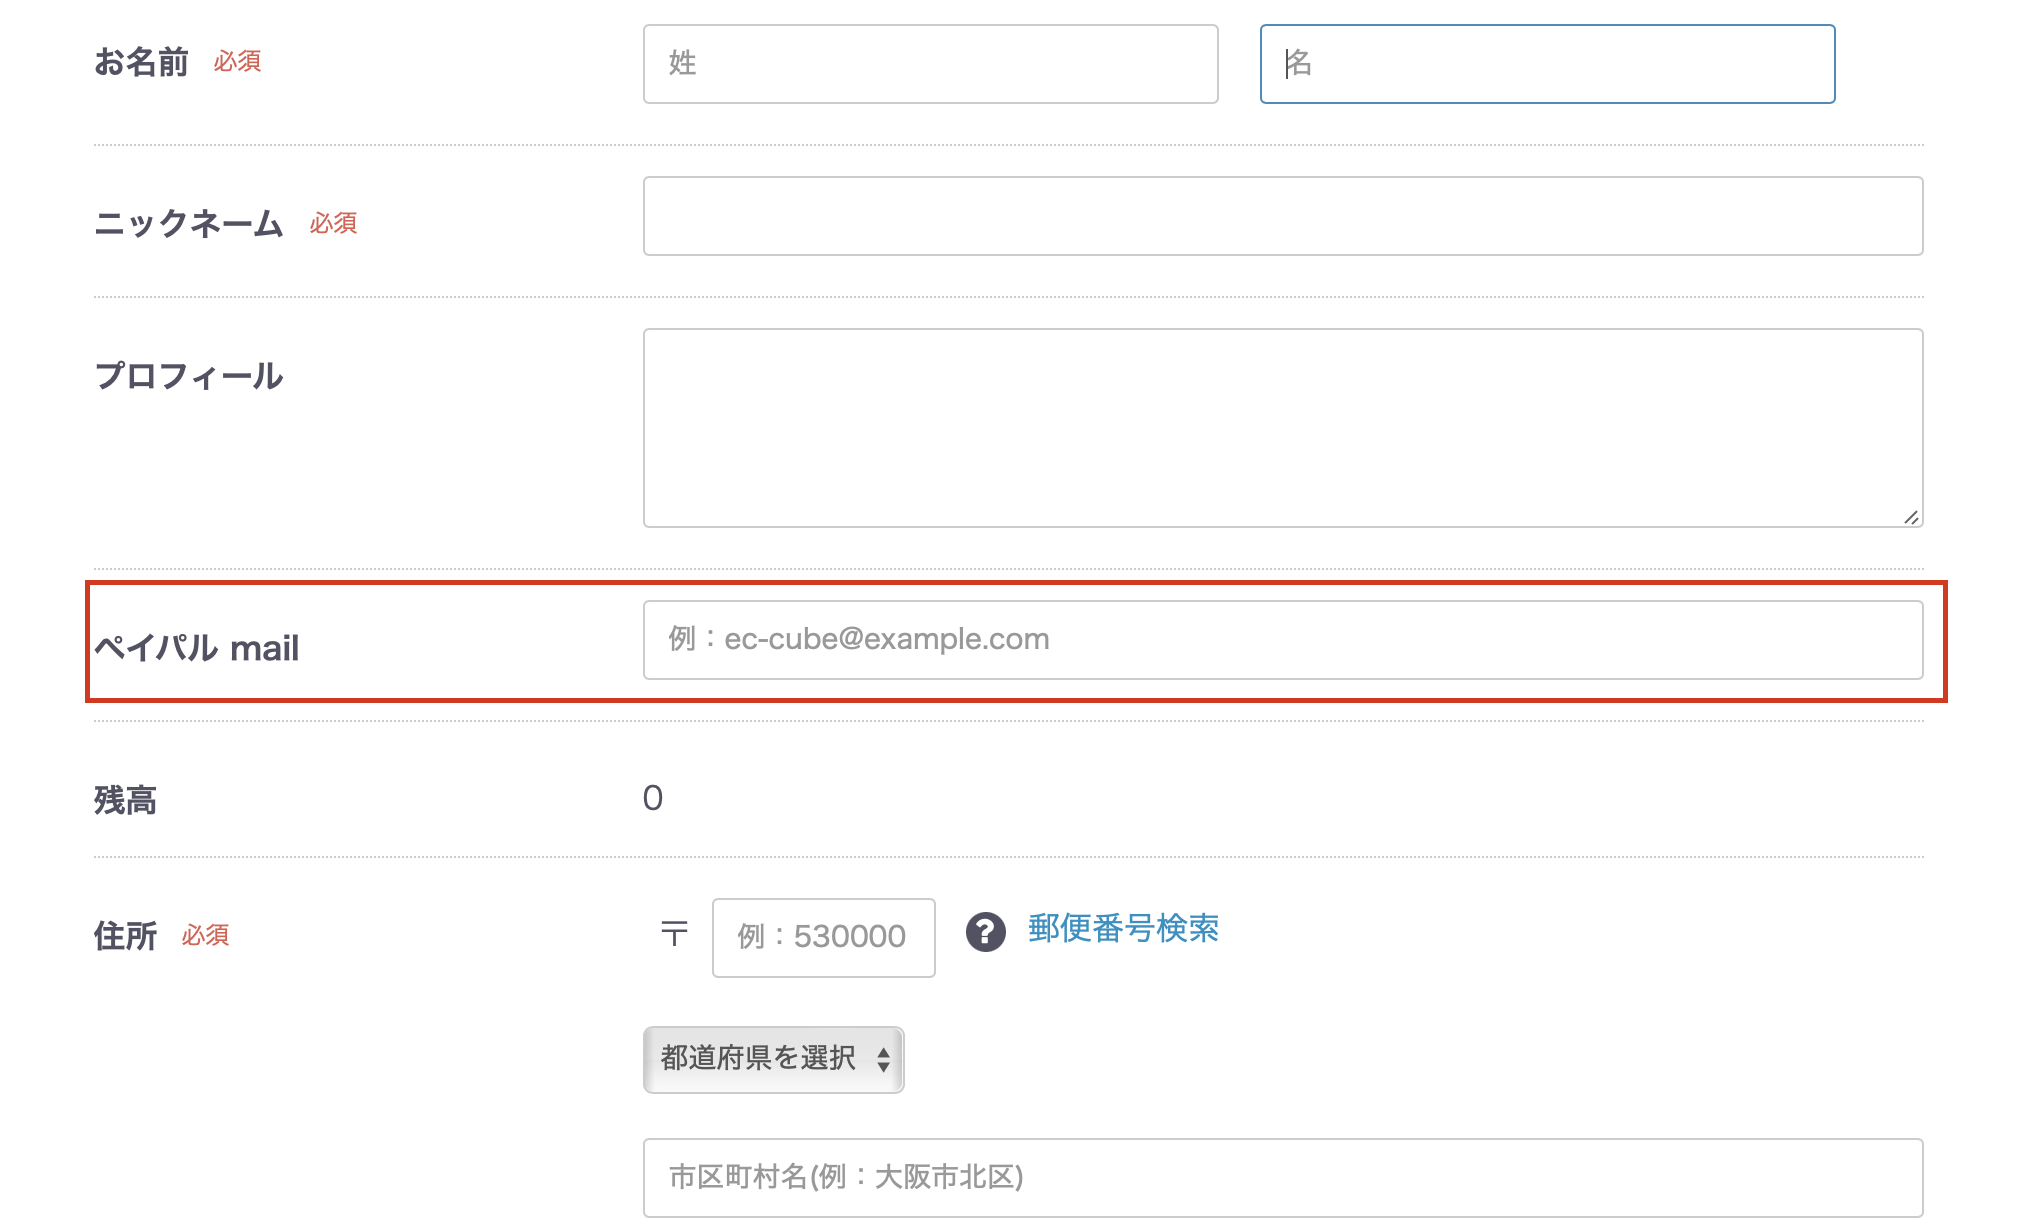 お名前 必須 姓 名
ニックネーム 必須
プロフィール
ペイパル mail 例：ec-cube@example.com
残高 0
住所 必須 〒 例：530000 ? 郵便番号検索
都道府県を選択
市区町村名(例：大阪市北区)